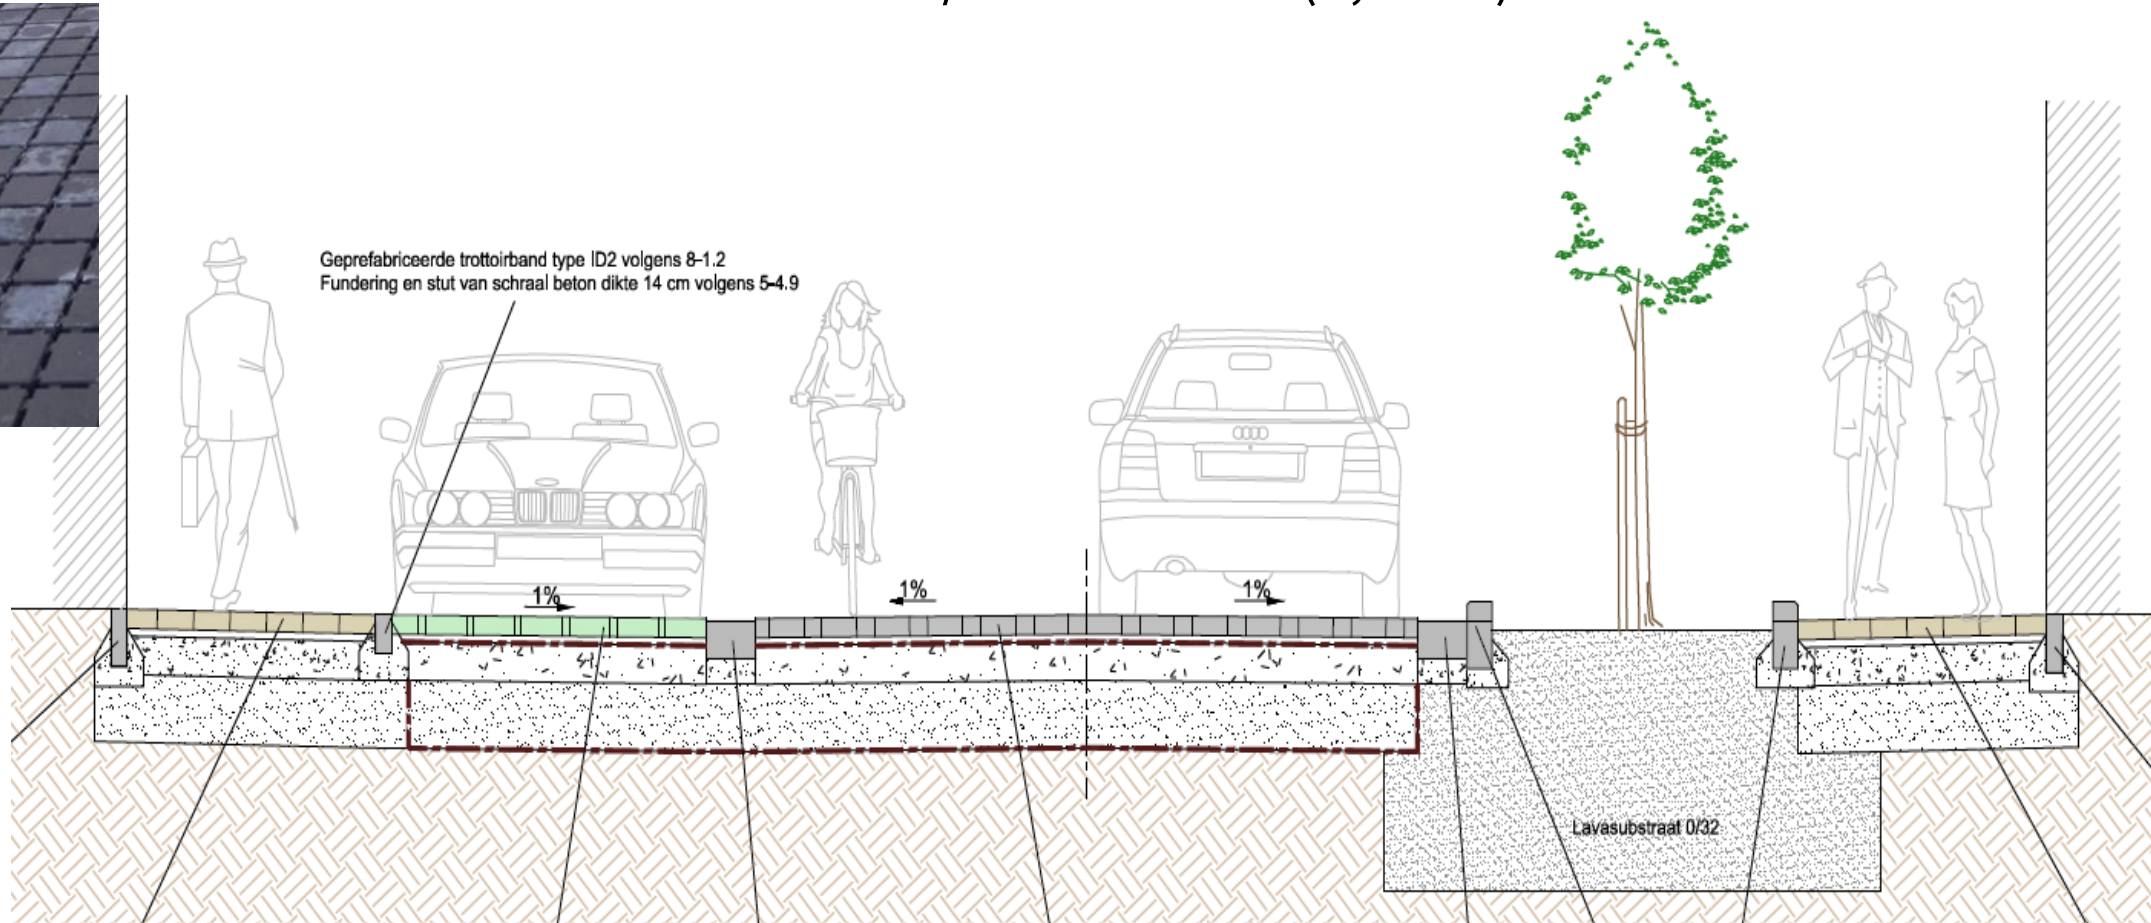 Geprefabriceerde trottoirband type ID2 volgens 8-1.2
Fundering en stut van schraal beton dikte 14 cm volgens 5-4.9
1%
1%
1%
Lavasubstraat 0/32